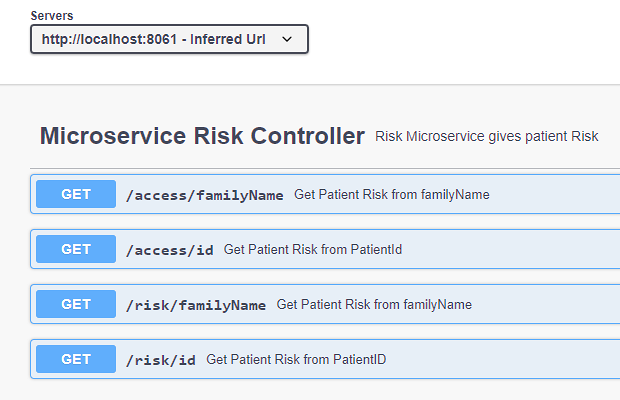 Servers
http://localhost:8061 - Inferred Url
Microservice Risk Controller Risk Microservice gives patient Risk
GET /access/familyName Get Patient Risk from familyName
GET /access/id Get Patient Risk from PatientId
GET /risk/familyName Get Patient Risk from familyName
GET /risk/id Get Patient Risk from PatientID